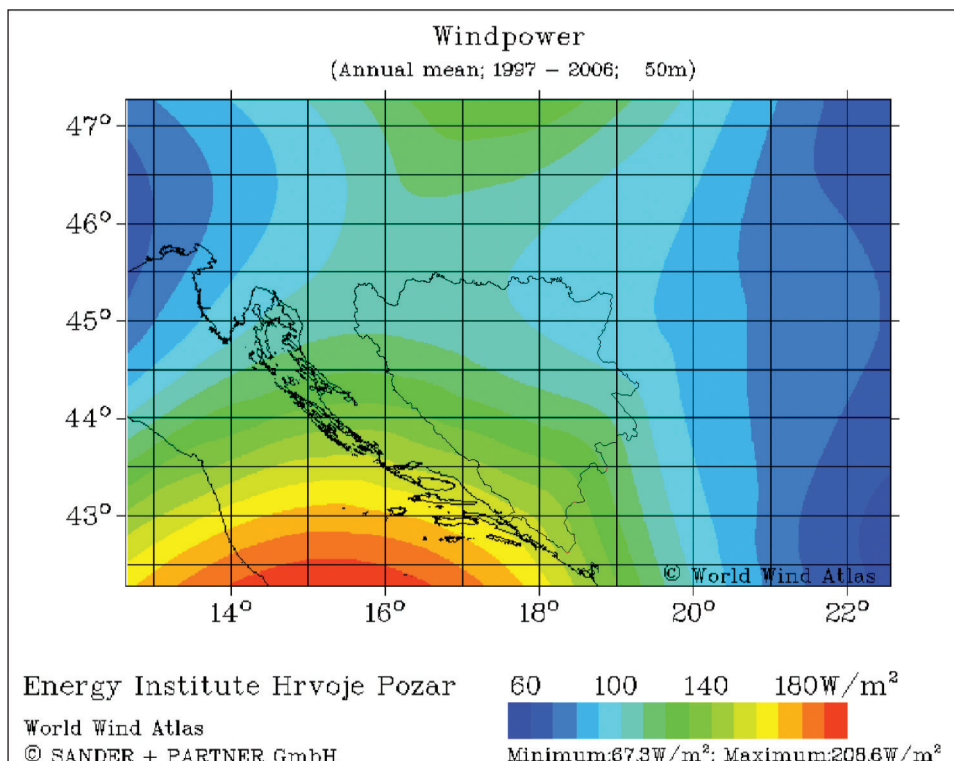 Windpower
(Annual mean; 1997 - 2006; 50m)
47°
46°
45°
44°
43°
© World Wind Atlas
14° 16° 18° 20° 22°
Energy Institute Hrvoje Pozar
60 100 140 180W/m²
World Wind Atlas
© SANDER + PARTNER GmbH
Minimum:67.3W/m²; Maximum:208.6W/m²